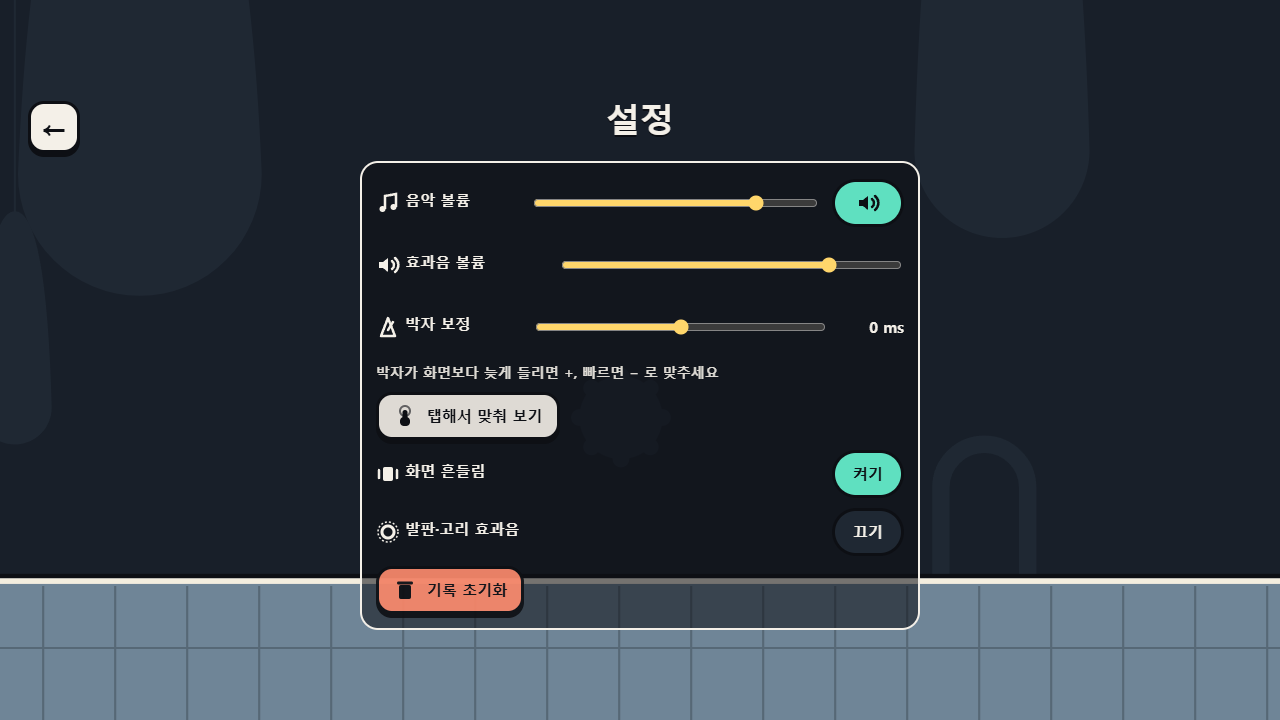 ←
설정
음악 볼륨
효과음 볼륨
박자 보정 0 ms
박자가 화면보다 늦게 들리면 +, 빠르면 − 로 맞추세요
탭해서 맞춰 보기
화면 흔들림 켜기
발판·고리 효과음 끄기
기록 초기화